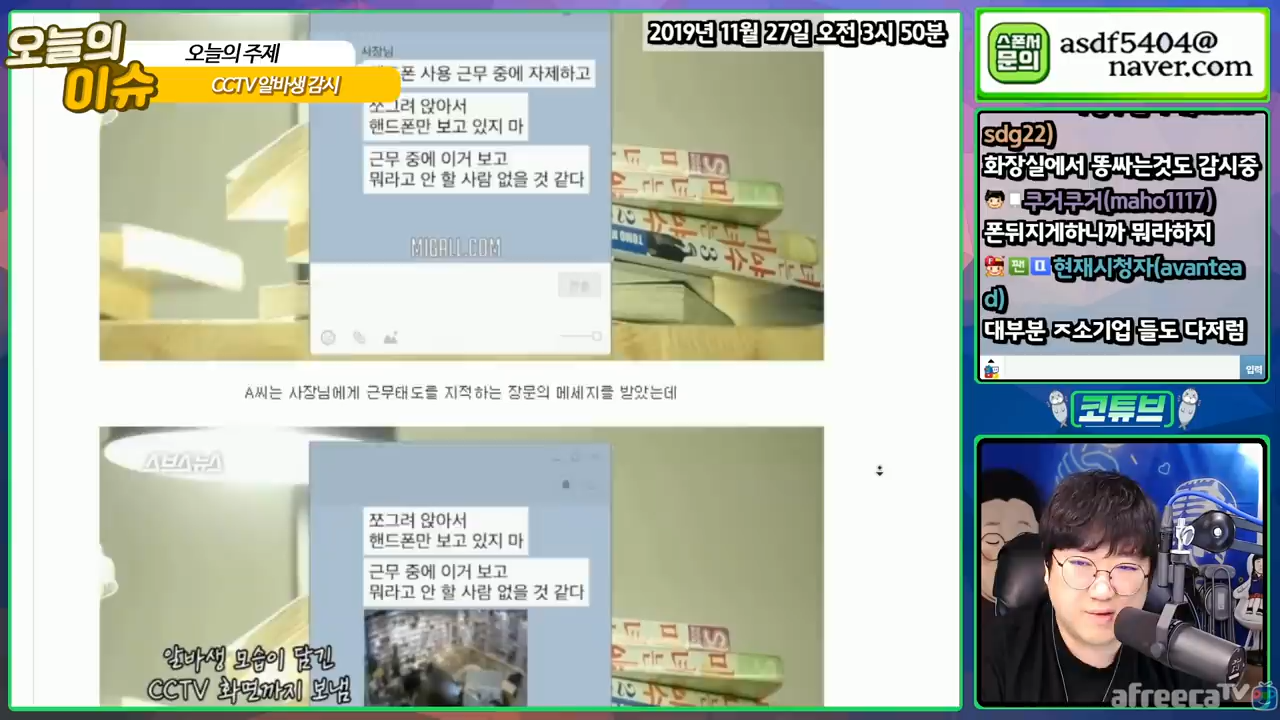 오늘의
이슈
오늘의 주제
CCTV 알바생 감시
2019년 11월 27일 오전 3시 50분
사장님
폰 사용 근무 중에 자제하고
쪼그려 앉아서
핸드폰만 보고 있지 마
근무 중에 이거 보고
뭐라고 안 할 사람 없을 것 같다
MIGALL.COM
전송
A씨는 사장님에게 근무태도를 지적하는 장문의 메세지를 받았는데
스브스뉴스
쪼그려 앉아서
핸드폰만 보고 있지 마
근무 중에 이거 보고
뭐라고 안 할 사람 없을 것 같다
알바생 모습이 담긴
CCTV 화면까지 보냄
스폰서
문의
asdf5404@
naver.com
sdg22)
화장실에서 똥싸는것도 감시중
쿠거쿠거(maho1117)
폰뒤지게하니까 뭐라하지
팬 현재시청자(avantea
d)
대부분 ㅈ소기업 들도 다저럼
입력
코튜브
afreecaTV